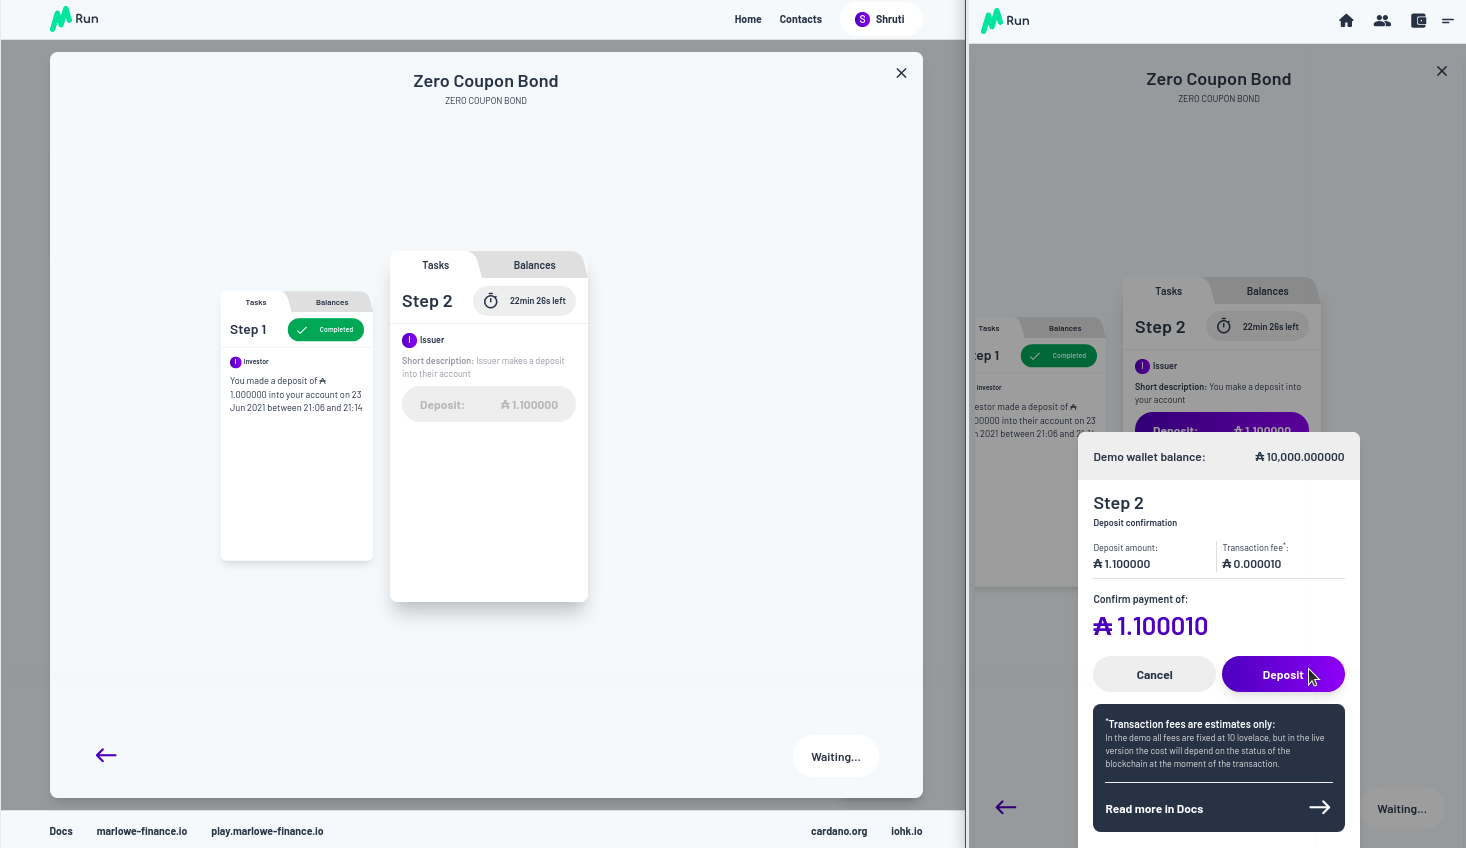 Run
Home
Contacts
S
Shruti
Zero Coupon Bond
ZERO COUPON BOND
Tasks
Balances
Step 1
Completed
I
Investor
You made a deposit of ₳
1.000000 into your account on 23
Jun 2021 between 21:06 and 21:14
Tasks
Balances
Step 2
22min 26s left
I
Issuer
Short description: Issuer makes a deposit
into their account
Deposit:
₳ 1.100000
Waiting...
Docs
marlowe-finance.io
play.marlowe-finance.io
cardano.org
iohk.io
Run
Zero Coupon Bond
ZERO COUPON BOND
Tasks
Balances
ep 1
Completed
Investor
estor made a deposit of ₳
00000 into their account on 23
n 2021 between 21:06 and 21:14
Tasks
Balances
Step 2
22min 26s left
I
Issuer
Short description: You make a deposit into
your account
Deposit:
₳ 1.100000
Demo wallet balance:
₳ 10,000.000000
Step 2
Deposit confirmation
Deposit amount:
₳ 1.100000
Transaction fee*:
₳ 0.000010
Confirm payment of:
₳ 1.100010
Cancel
Deposit
*Transaction fees are estimates only:
In the demo all fees are fixed at 10 lovelace, but in the live
version the cost will depend on the status of the
blockchain at the moment of the transaction.
Read more in Docs
Waiting...